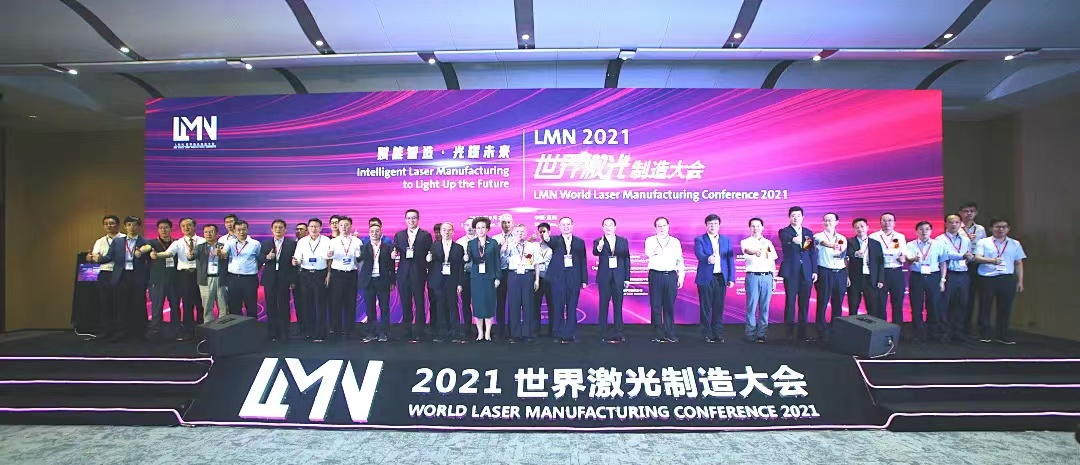 LMN
赋能智造·光耀未来
Intelligent Laser Manufacturing
to Light Up the Future
LMN 2021
世界激光制造大会
LMN World Laser Manufacturing Conference 2021
LMN
2021 世界激光制造大会
WORLD LASER MANUFACTURING CONFERENCE 2021